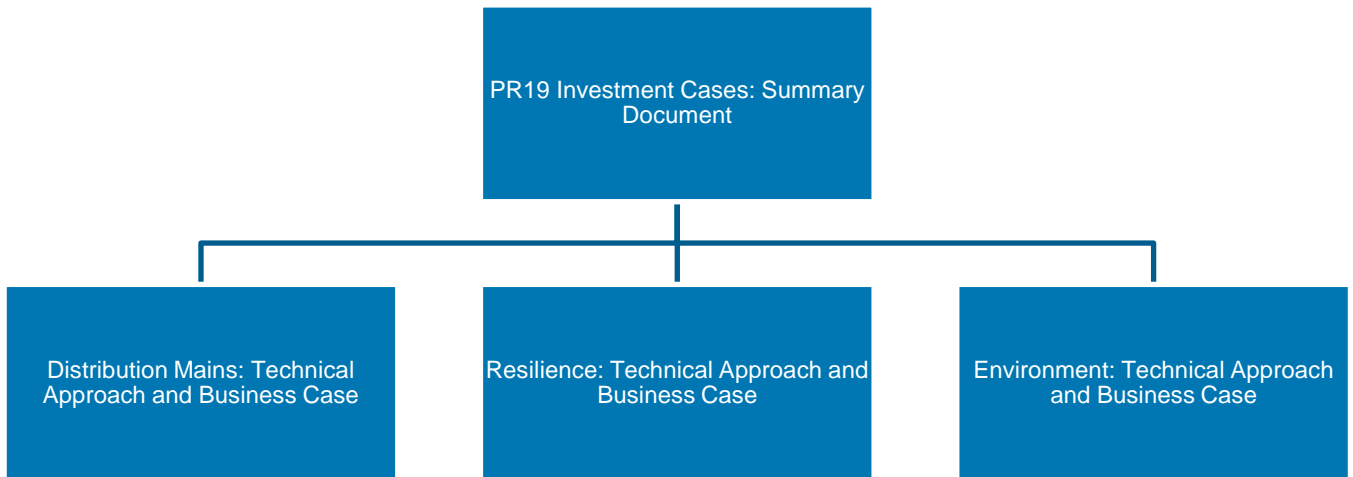 PR19 Investment Cases: Summary
Document
Distribution Mains: Technical
Approach and Business Case
Resilience: Technical Approach and
Business Case
Environment: Technical Approach
and Business Case